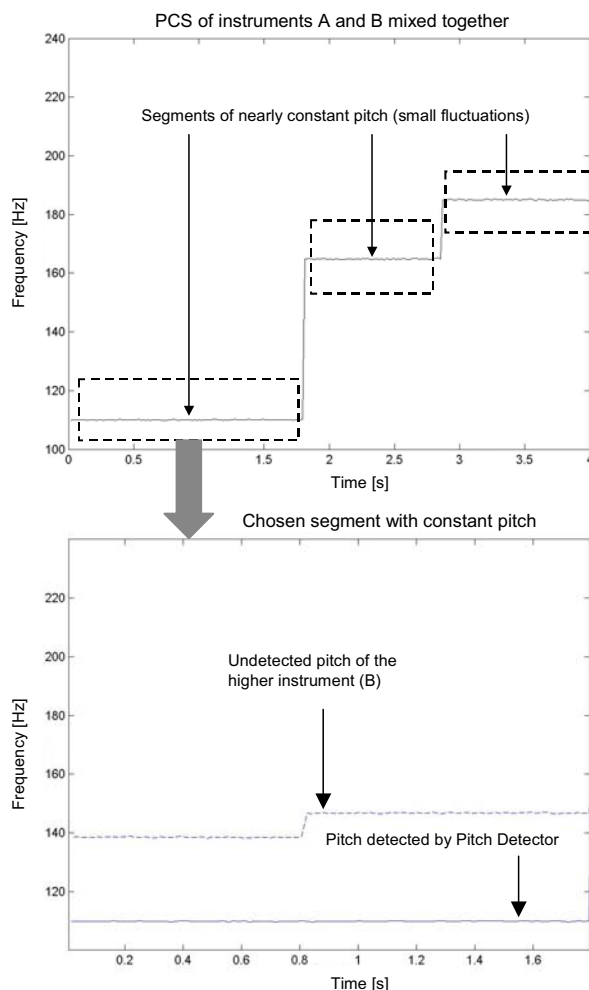 PCS of instruments A and B mixed together
240
220
200
180
160
140
120
100
Frequency [Hz]
Segments of nearly constant pitch (small fluctuations)
0 0.5 1 1.5 2 2.5 3 3.5 4
Time [s]
Chosen segment with constant pitch
220
200
180
160
140
120
Frequency [Hz]
Undetected pitch of the
higher instrument (B)
Pitch detected by Pitch Detector
0.2 0.4 0.6 0.8 1 1.2 1.4 1.6
Time [s]